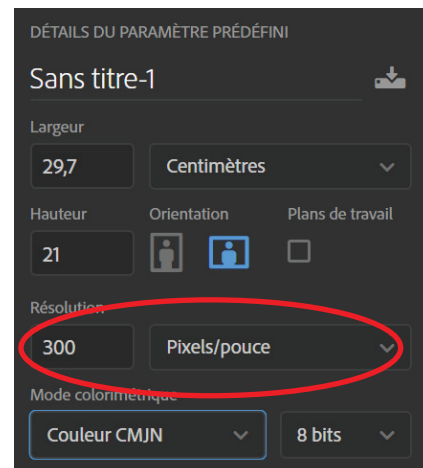 DÉTAILS DU PARAMÈTRE PRÉDÉFINI
Sans titre-1
Largeur
29,7 Centimètres
Hauteur Orientation Plans de travail
21
Résolution
300 Pixels/pouce
Mode colorimétrique
Couleur CMJN 8 bits